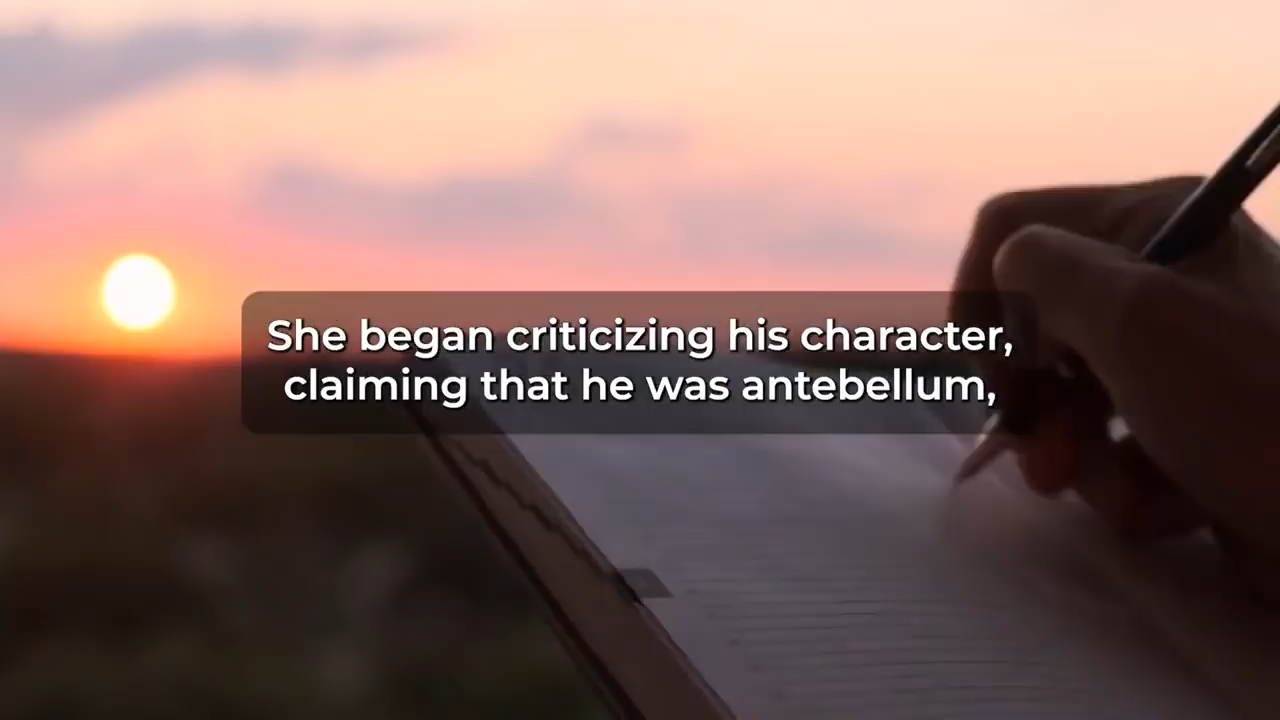 She began criticizing his character,
claiming that he was antebellum,